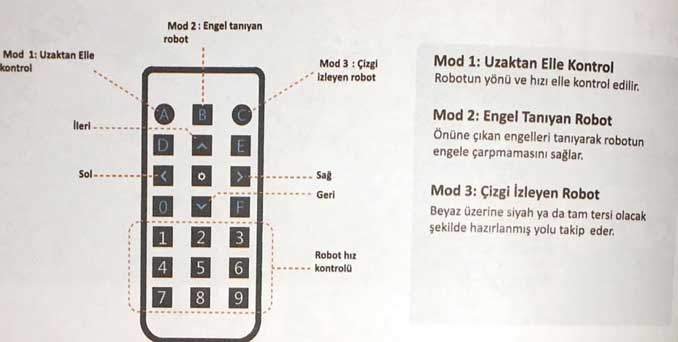 Mod 2 : Engel tanıyan
robot
Mod 1: Uzaktan Elle
kontrol
Mod 3 : Çizgi
izleyen robot
A B C
İleri
D E
Sol
Sağ
Geri
0 F
1 2 3
4 5 6
7 8 9
Robot hız
kontrolü
Mod 1: Uzaktan Elle Kontrol
Robotun yönü ve hızı elle kontrol edilir.
Mod 2: Engel Tanıyan Robot
Önüne çıkan engelleri tanıyarak robotun
engele çarpmamasını sağlar.
Mod 3: Çizgi İzleyen Robot
Beyaz üzerine siyah ya da tam tersi olacak
şekilde hazırlanmış yolu takip eder.